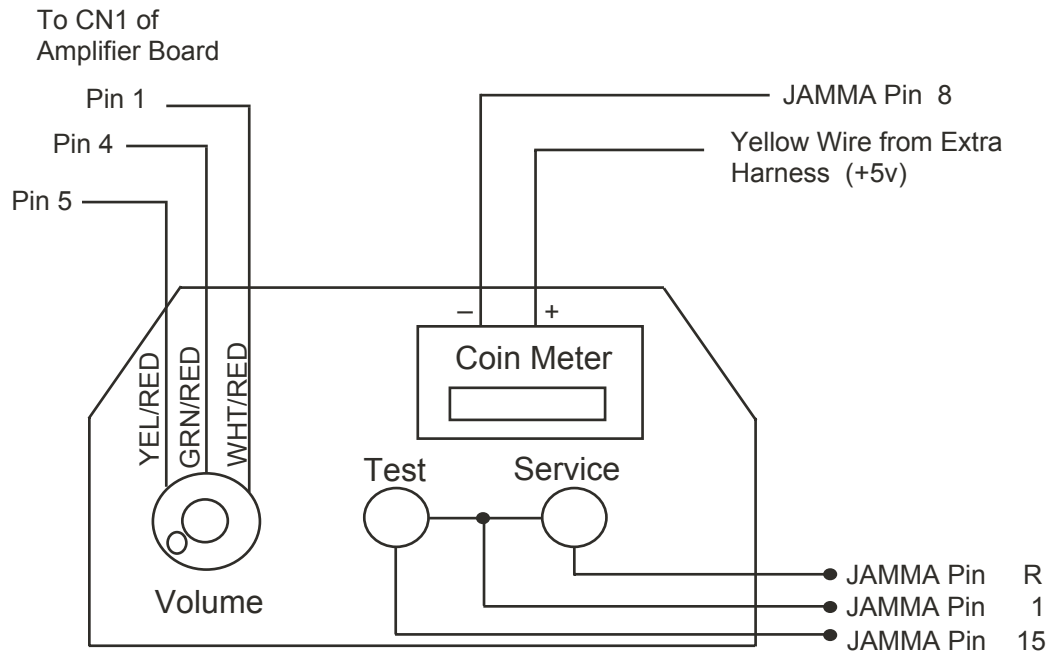 To CN1 of
Amplifier Board
Pin 1
Pin 4
Pin 5
JAMMA Pin 8
Yellow Wire from Extra
Harness (+5v)
– +
Coin Meter
YEL/RED
GRN/RED
WHT/RED
Test
Service
Volume
JAMMA Pin R
JAMMA Pin 1
JAMMA Pin 15